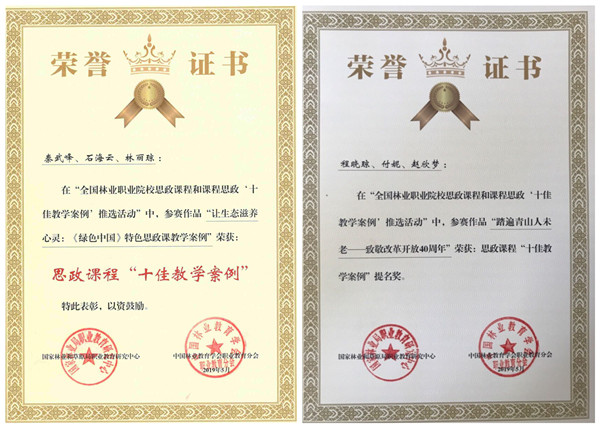 荣誉 证书
秦武峰、石海云、林丽琼：
在“全国林业职业院校思政课程和课程思政‘十
佳教学案例’推选活动”中，参赛作品“让生态滋养
心灵：《绿色中国》特色思政课教学案例”荣获：
思政课程“十佳教学案例”
特此表彰，以资鼓励。
国家林业和草原局职业教育研究中心 中国林业教育学会职业教育分会
2019年5月
荣誉 证书
程晓琼、付妮、赵欣梦：
在“全国林业职业院校思政课程和课程思政‘十佳
教学案例’推选活动”中，参赛作品“踏遍青山人未
老——致敬改革开放40周年”荣获：思政课程“十佳教
学案例”提名奖。
国家林业和草原局职业教育研究中心 中国林业教育学会职业教育分会
2019年5月